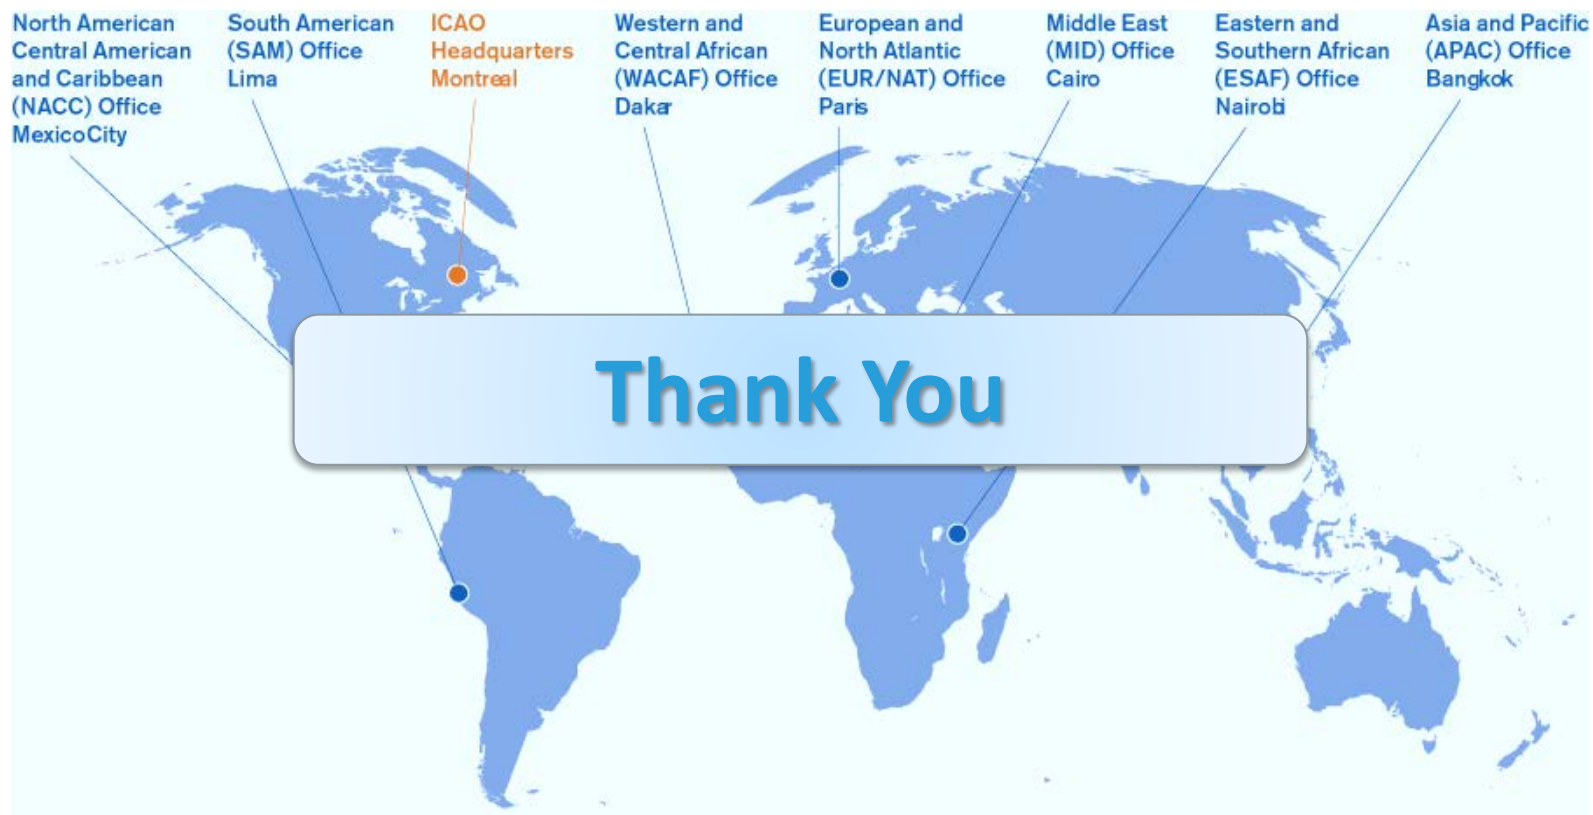 North American
Central American
and Caribbean
(NACC) Office
MexicoCity
South American
(SAM) Office
Lima
ICAO
Headquarters
Montreal
Western and
Central African
(WACAF) Office
Dakar
European and
North Atlantic
(EUR/NAT) Office
Paris
Middle East
(MID) Office
Cairo
Eastern and
Southern African
(ESAF) Office
Nairobi
Asia and Pacific
(APAC) Office
Bangkok
Thank You